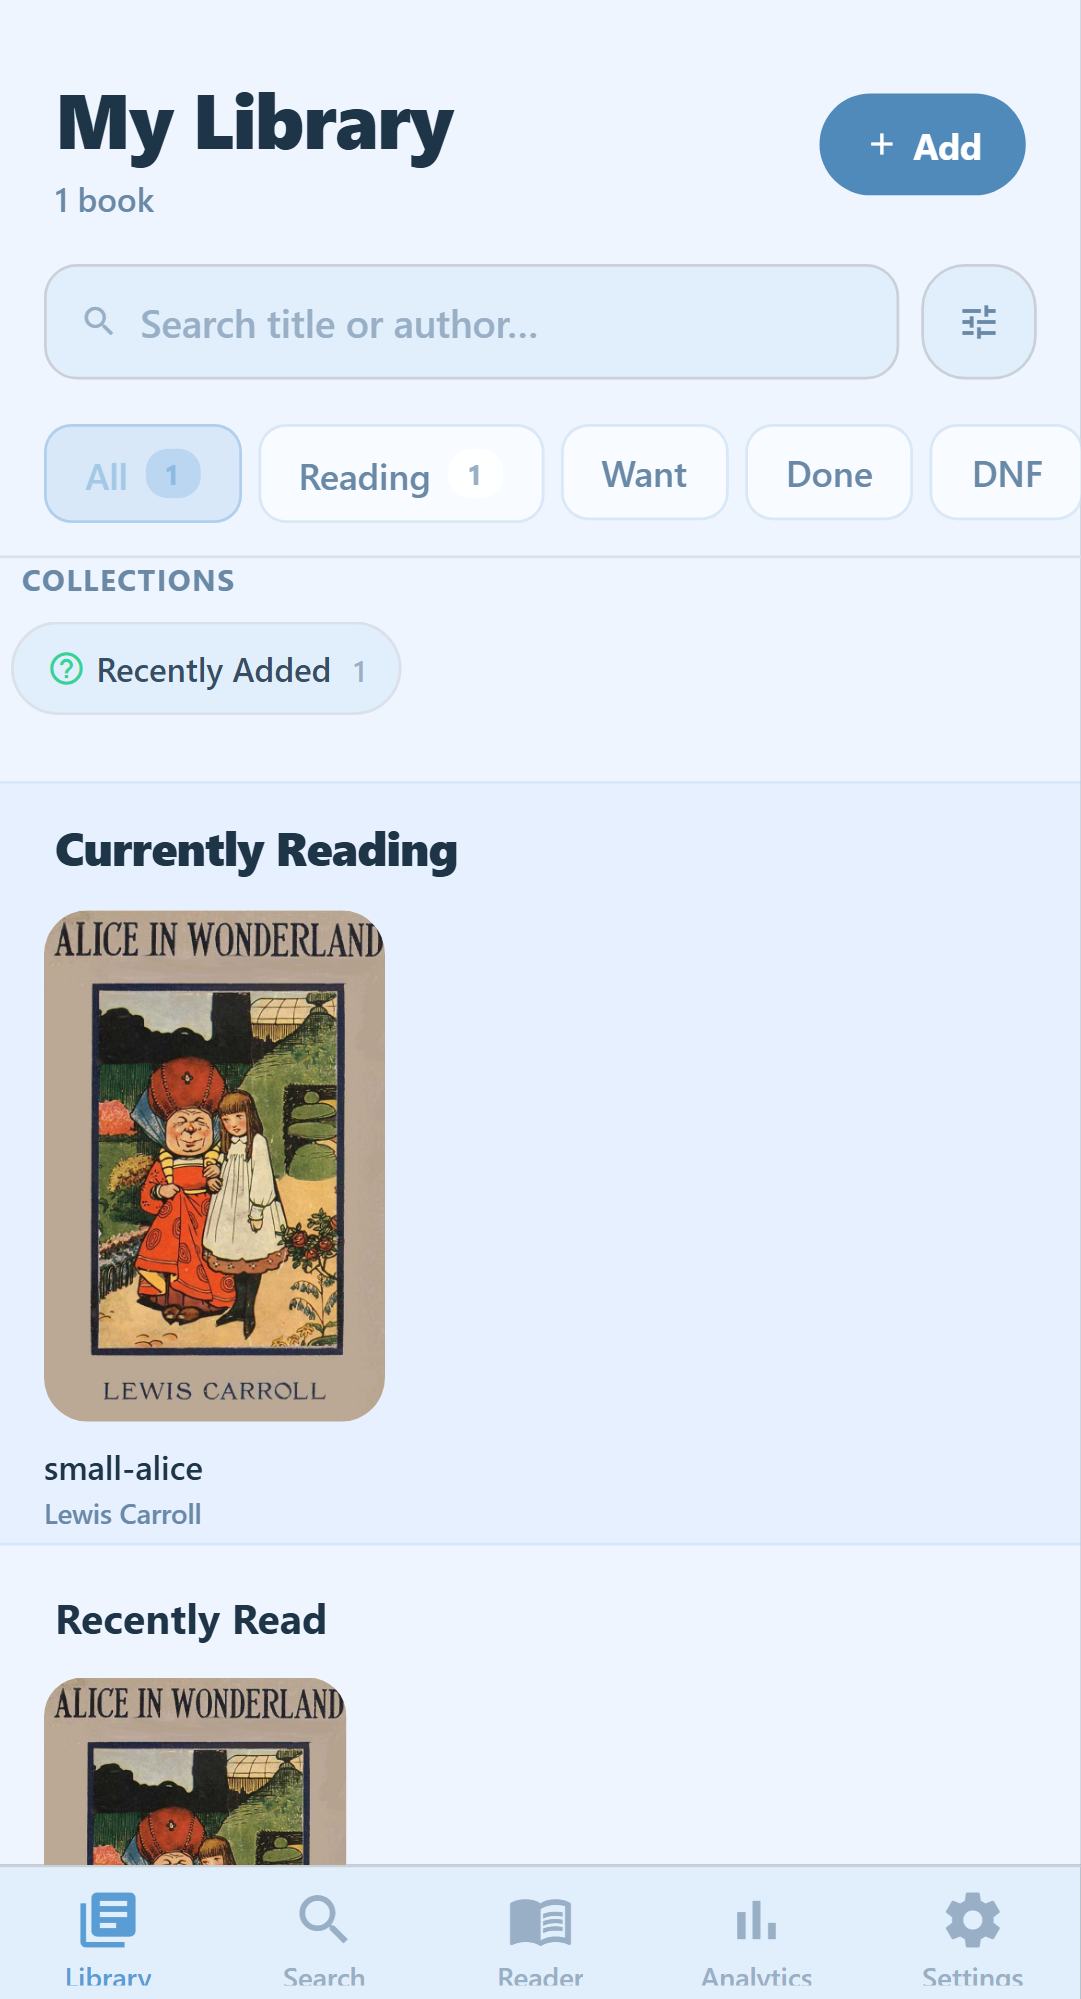 My Library
1 book
+ Add
Search title or author...
All 1 Reading 1 Want Done DNF
COLLECTIONS
Recently Added 1
Currently Reading
ALICE IN WONDERLAND
LEWIS CARROLL
small-alice
Lewis Carroll
Recently Read
ALICE IN WONDERLAND
Library Search Reader Analytics Settings